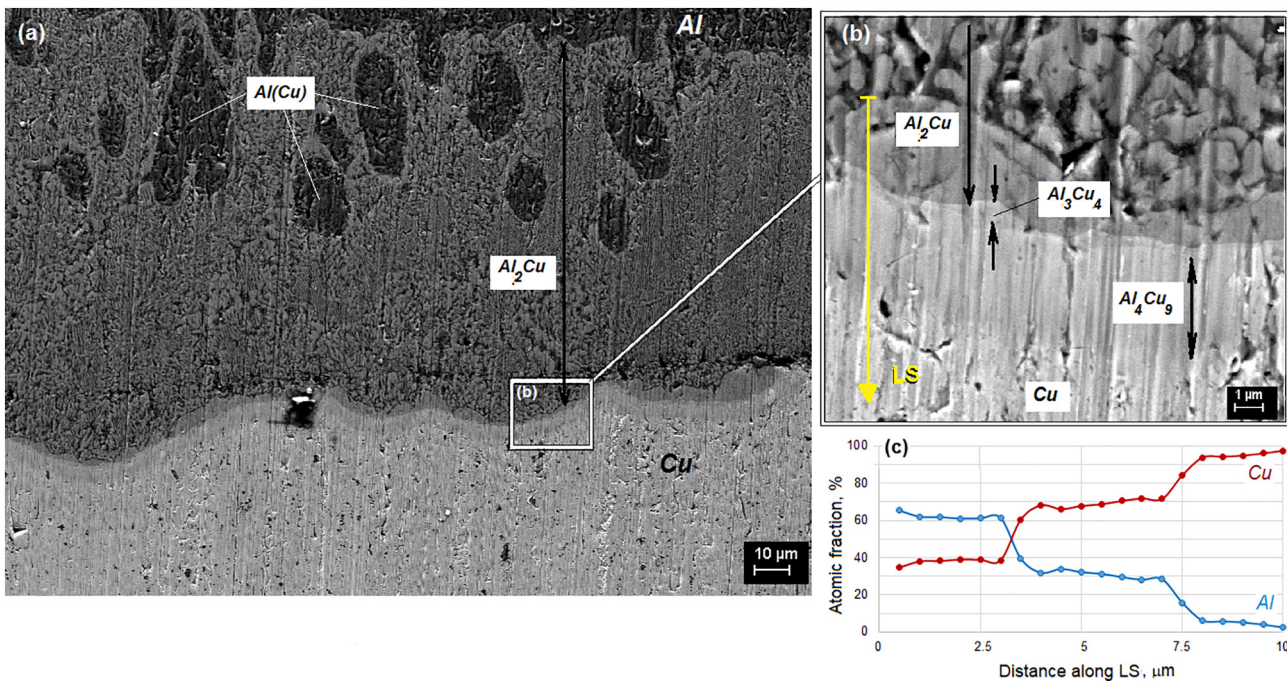 (a)
Al
Al(Cu)
Al2Cu
(b)
Cu
10 μm
(b)
Al2Cu
Al3Cu4
Al4Cu9
LS
Cu
1 μm
(c)
Atomic fraction, %
100
80
60
40
20
0
Cu
Al
0
2.5
5
7.5
10
Distance along LS, μm